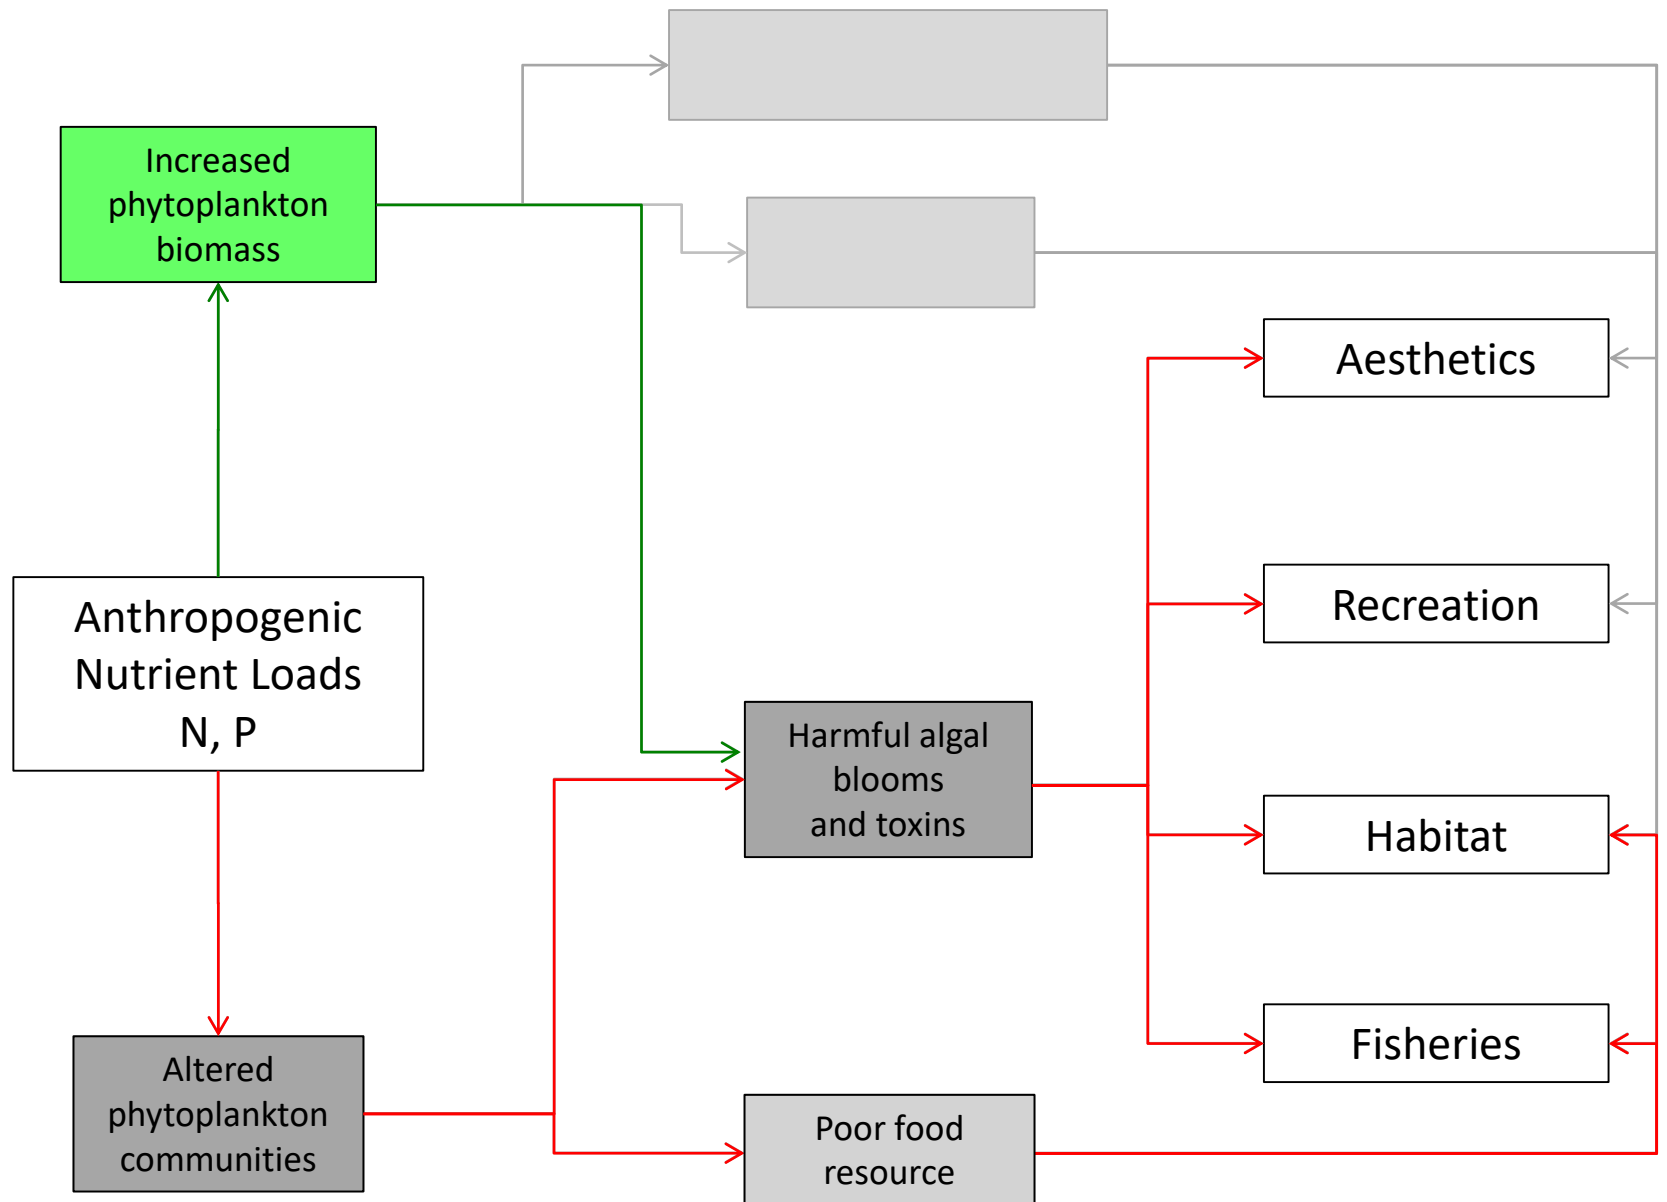 Increased
phytoplankton
biomass
Anthropogenic
Nutrient Loads
N, P
Altered
phytoplankton
communities
Harmful algal
blooms
and toxins
Poor food
resource
Aesthetics
Recreation
Habitat
Fisheries